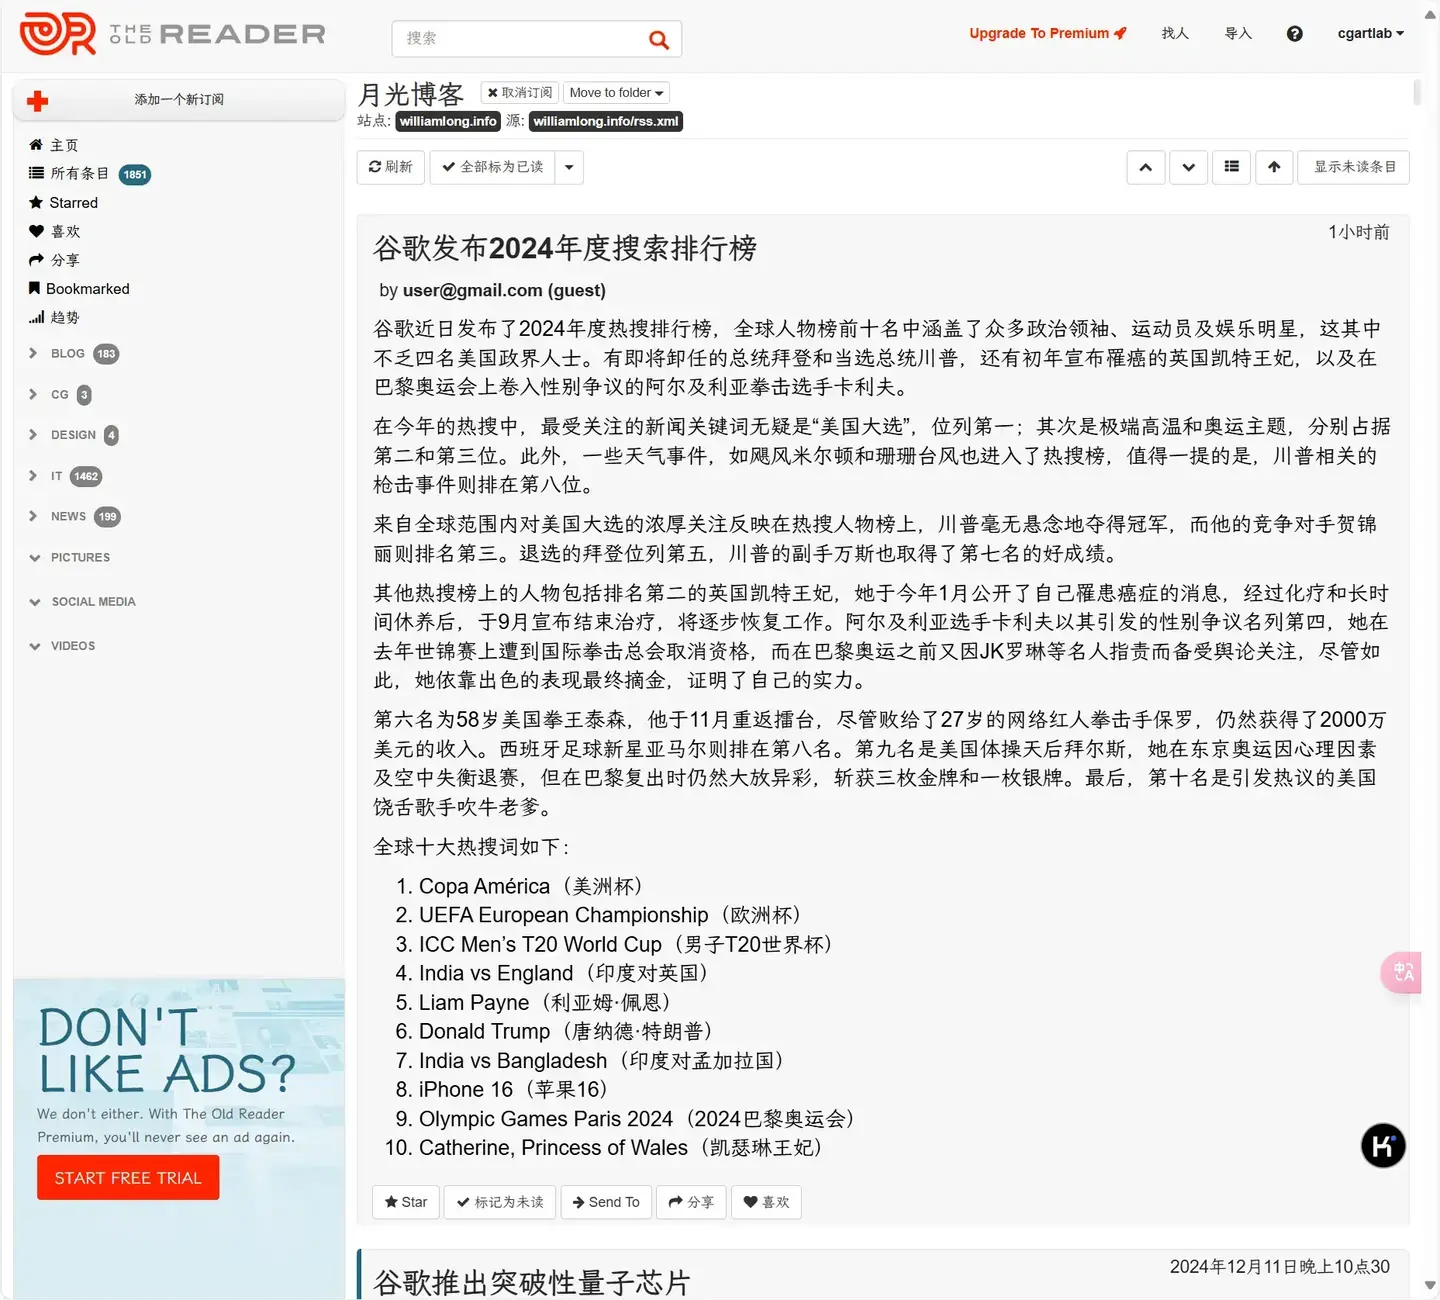 THE OLD READER
搜索
Upgrade To Premium
找人
导入
cgartlab
添加一个新订阅
主页
所有条目 1851
Starred
喜欢
分享
Bookmarked
趋势
BLOG 183
CG 3
DESIGN 4
IT 1462
NEWS 199
PICTURES
SOCIAL MEDIA
VIDEOS
DON'T
LIKE ADS?
We don't either. With The Old Reader
Premium, you'll never see an ad again.
START FREE TRIAL
月光博客 取消订阅 Move to folder
站点: williamlong.info 源: williamlong.info/rss.xml
刷新 全部标为已读 显示未读条目
1小时前
谷歌发布2024年度搜索排行榜
by user@gmail.com (guest)
谷歌近日发布了2024年度热搜排行榜，全球人物榜前十名中涵盖了众多政治领袖、运动员及娱乐明星，这其中
不乏四名美国政界人士。有即将卸任的总统拜登和当选总统川普，还有初年宣布罹癌的英国凯特王妃，以及在
巴黎奥运会上卷入性别争议的阿尔及利亚拳击选手卡利夫。
在今年的热搜中，最受关注的新闻关键词无疑是“美国大选”，位列第一；其次是极端高温和奥运主题，分别占据
第二和第三位。此外，一些天气事件，如飓风米尔顿和珊珊台风也进入了热搜榜，值得一提的是，川普相关的
枪击事件则排在第八位。
来自全球范围内对美国大选的浓厚关注反映在热搜人物榜上，川普毫无悬念地夺得冠军，而他的竞争对手贺锦
丽则排名第三。退选的拜登位列第五，川普的副手万斯也取得了第七名的好成绩。
其他热搜榜上的人物包括排名第二的英国凯特王妃，她于今年1月公开了自己罹患癌症的消息，经过化疗和长时
间休养后，于9月宣布结束治疗，将逐步恢复工作。阿尔及利亚选手卡利夫以其引发的性别争议名列第四，她在
去年世锦赛上遭到国际拳击总会取消资格，而在巴黎奥运之前又因JK罗琳等名人指责而备受舆论关注，尽管如
此，她依靠出色的表现最终摘金，证明了自己的实力。
第六名为58岁美国拳王泰森，他于11月重返擂台，尽管败给了27岁的网络红人拳击手保罗，仍然获得了2000万
美元的收入。西班牙足球新星亚马尔则排在第八名。第九名是美国体操天后拜尔斯，她在东京奥运因心理因素
及空中失衡退赛，但在巴黎复出时仍然大放异彩，斩获三枚金牌和一枚银牌。最后，第十名是引发热议的美国
饶舌歌手吹牛老爹。
全球十大热搜词如下：
1. Copa América（美洲杯）
2. UEFA European Championship（欧洲杯）
3. ICC Men’s T20 World Cup（男子T20世界杯）
4. India vs England（印度对英国）
5. Liam Payne（利亚姆·佩恩）
6. Donald Trump（唐纳德·特朗普）
7. India vs Bangladesh（印度对孟加拉国）
8. iPhone 16（苹果16）
9. Olympic Games Paris 2024（2024巴黎奥运会）
10. Catherine, Princess of Wales（凯瑟琳王妃）
Star 标记为未读 Send To 分享 喜欢
2024年12月11日晚上10点30
谷歌推出突破性量子芯片